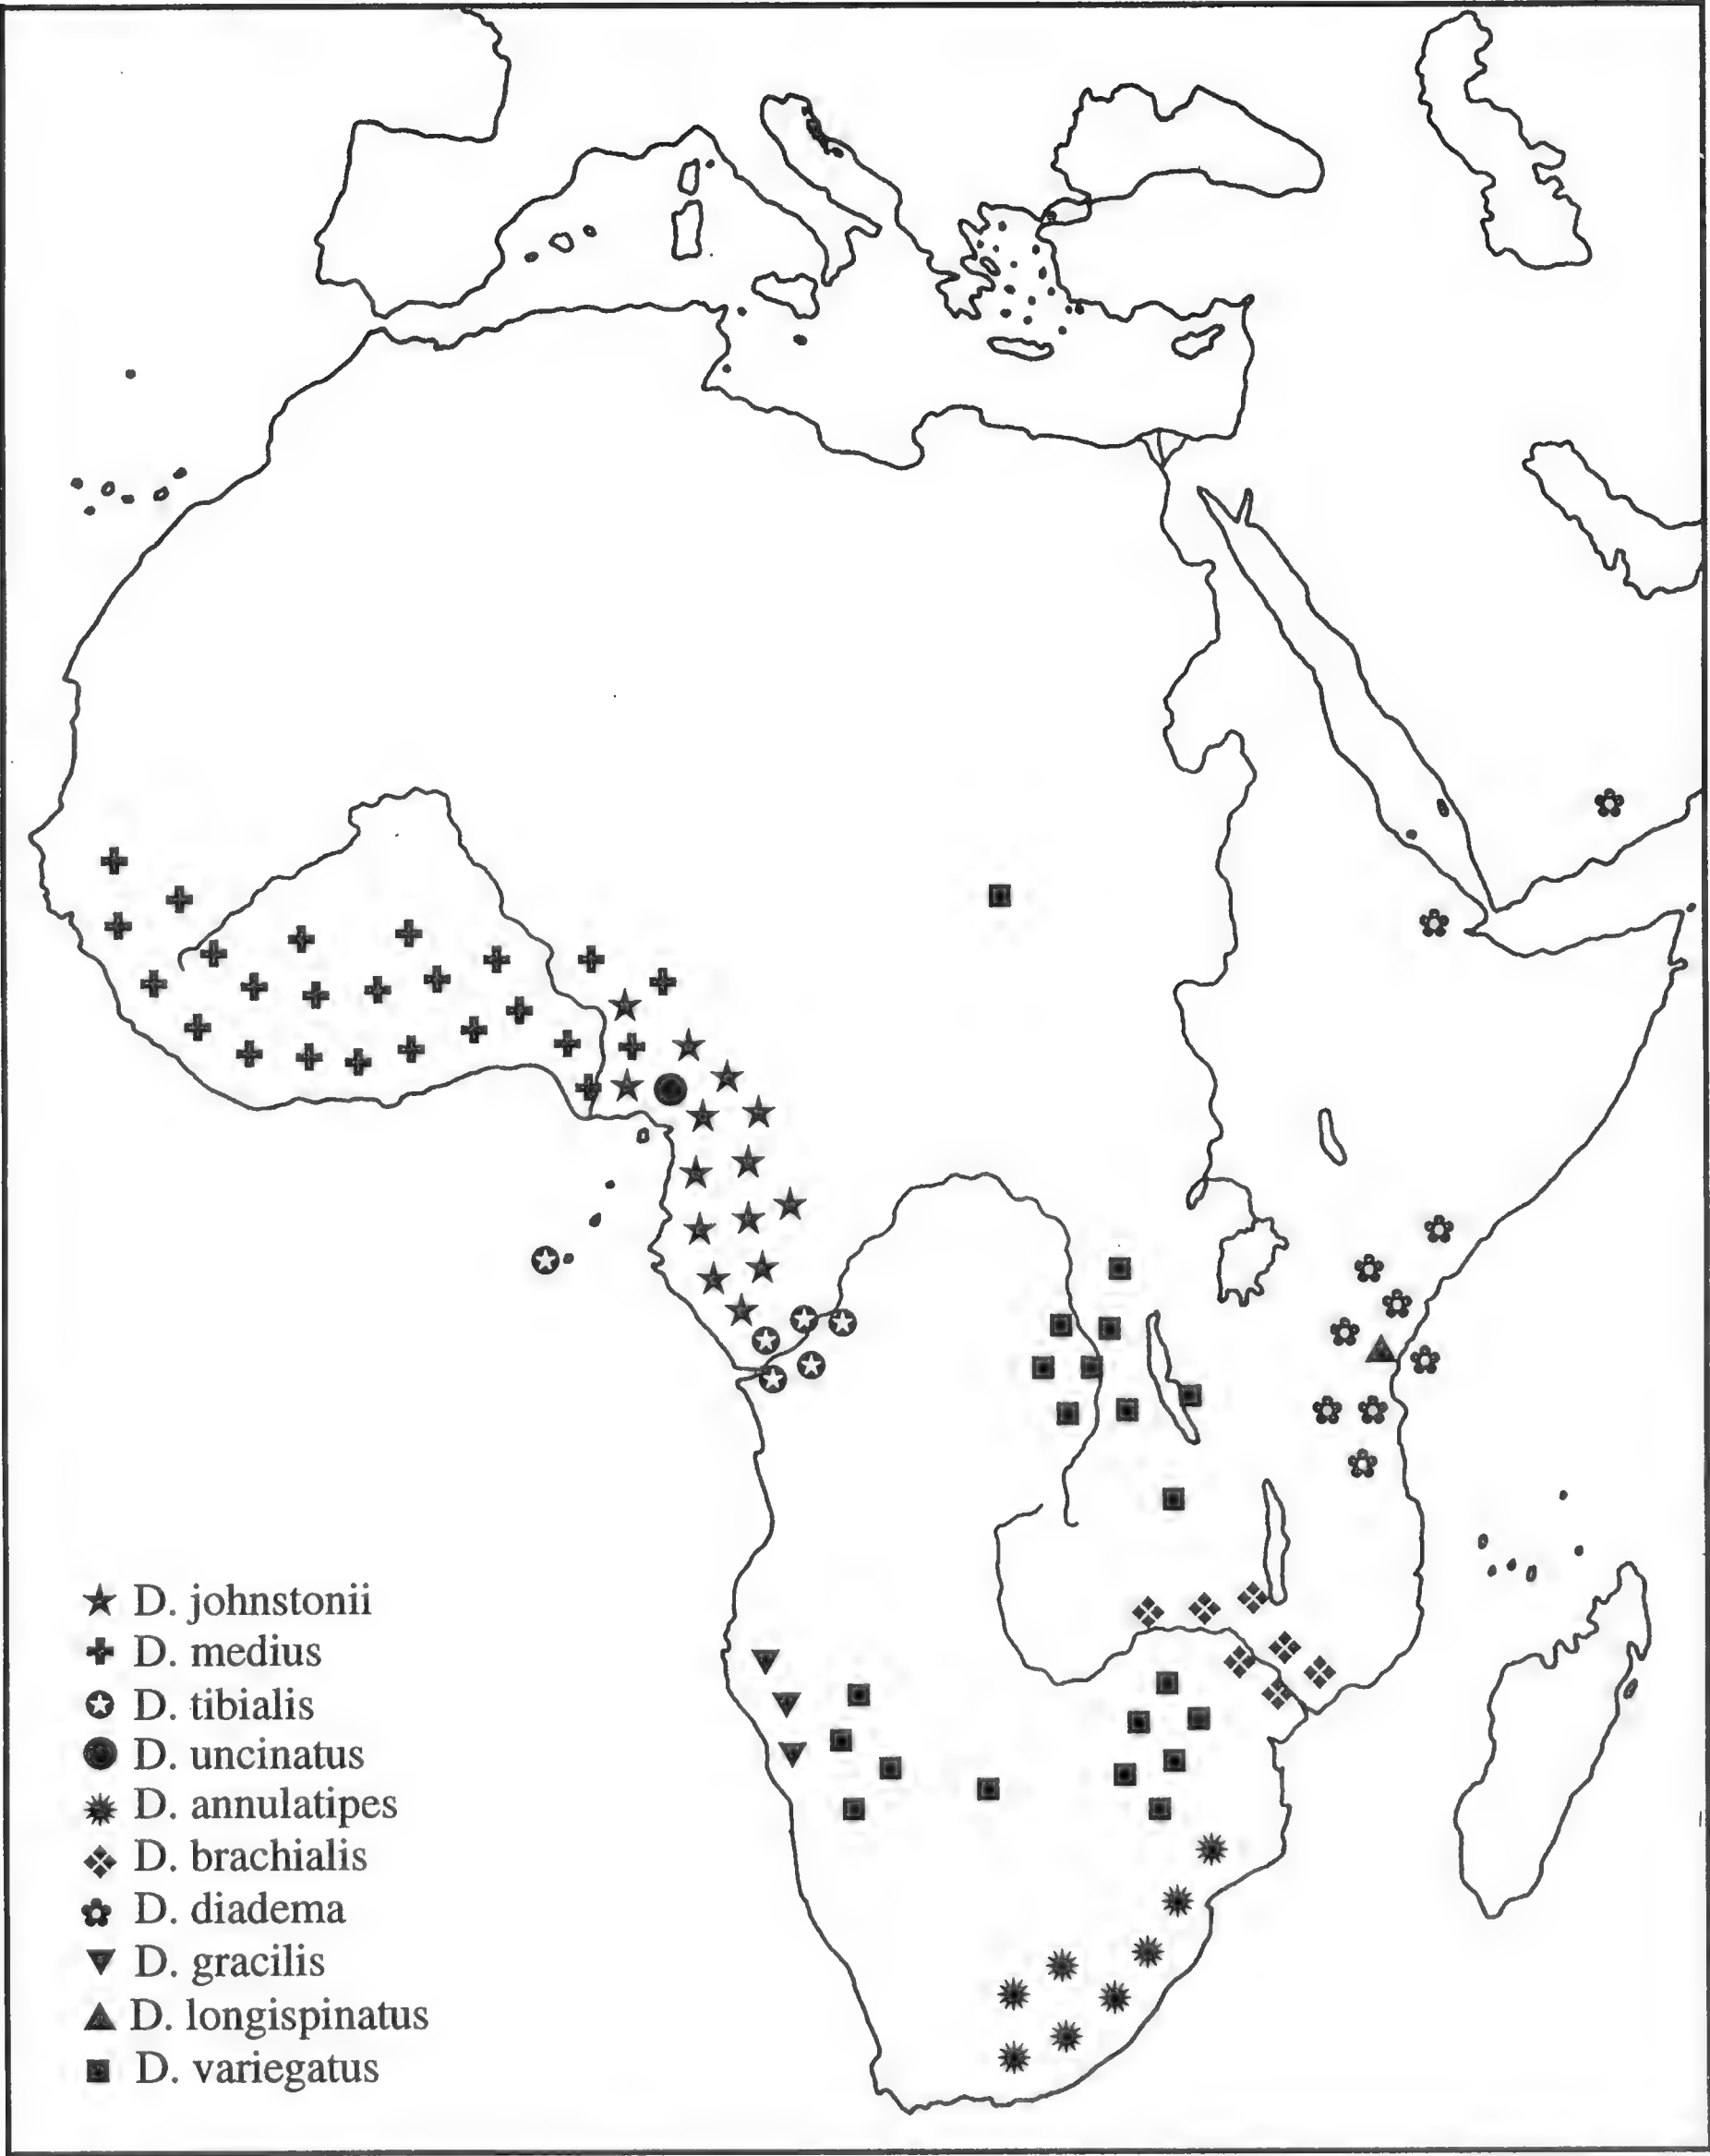 D. johnstonii
D. medius
D. tibialis
D. uncinatus
D. annulatipes
D. brachialis
D. diadema
D. gracilis
D. longispinatus
D. variegatus